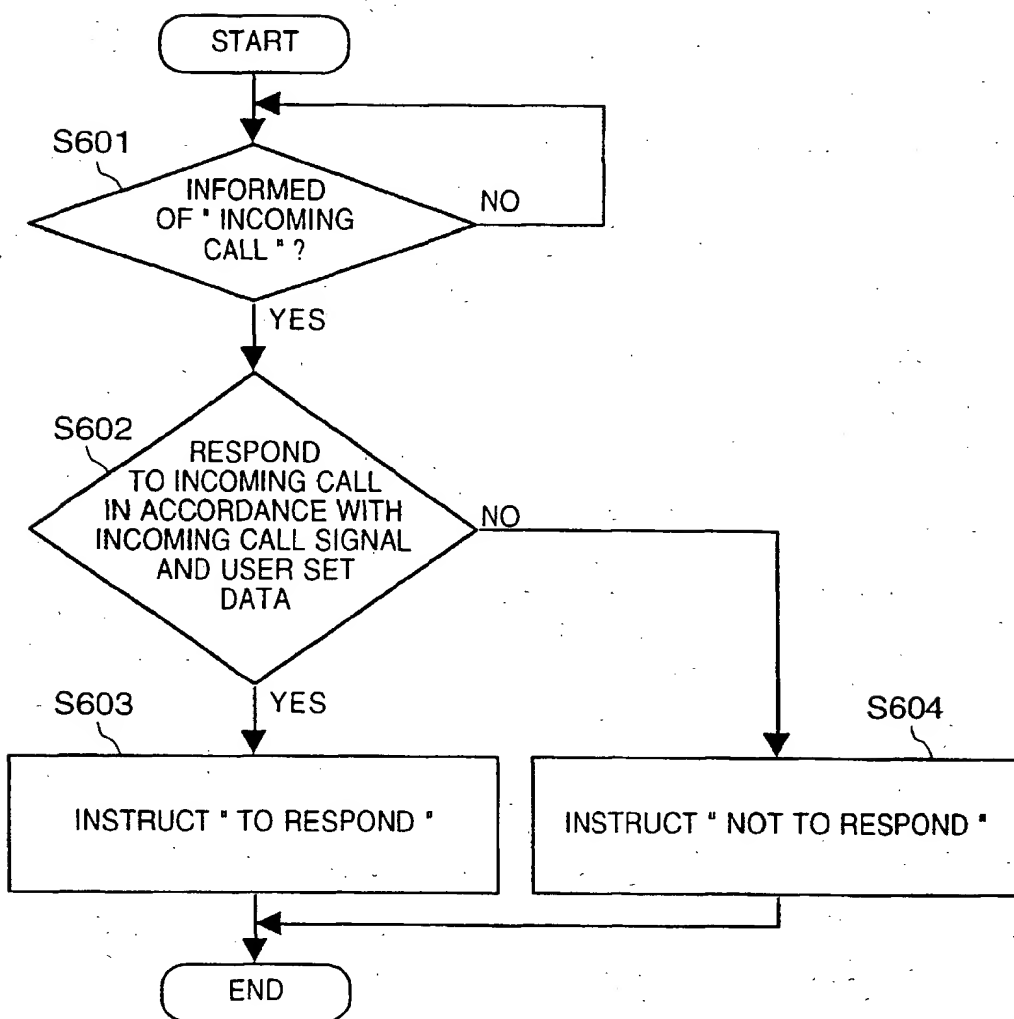 START
S601
INFORMED
OF " INCOMING
CALL " ?
NO
YES
S602
RESPOND
TO INCOMING CALL
IN ACCORDANCE WITH
INCOMING CALL SIGNAL
AND USER SET
DATA
NO
YES
S603
INSTRUCT " TO RESPOND "
S604
INSTRUCT " NOT TO RESPOND "
END